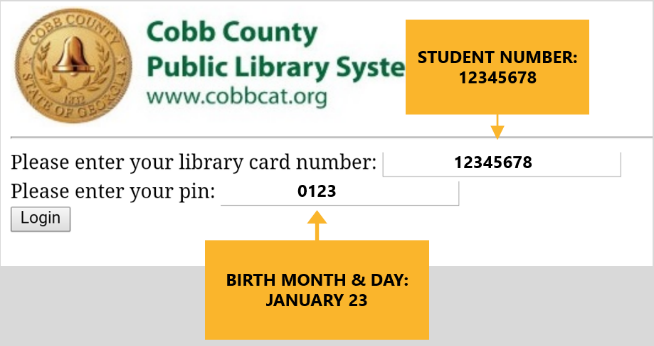 COBB COUNTY
STATE OF GEORGIA
1832
Cobb County
Public Library Syste
www.cobbcat.org
STUDENT NUMBER:
12345678
Please enter your library card number: 12345678
Please enter your pin: 0123
Login
BIRTH MONTH & DAY:
JANUARY 23